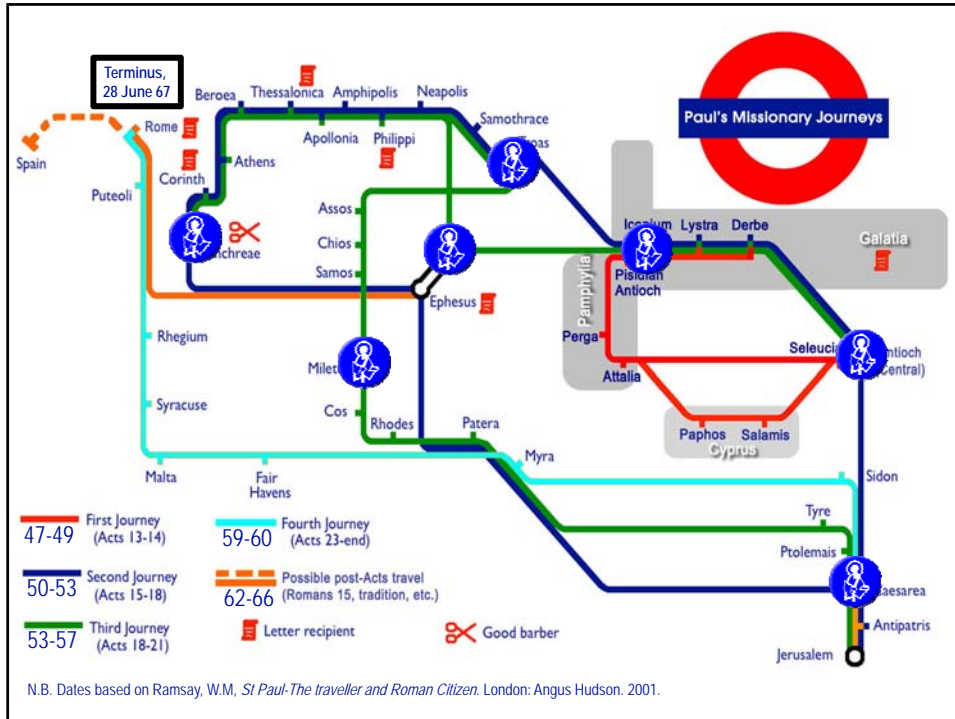 Terminus,
28 June 67
Beroea
Thessalonica
Amphipolis
Neapolis
Samothrace
Paul's Missionary Journeys
Rome
Spain
Apollonia
Philippi
Athens
Puteoli
Corinth
Assos
Chios
Samos
Ephesus
Lystra
Derbe
Galatia
Pisidian
Antioch
Pamphylia
Perga
Attalia
Seleucia
(Central)
Paphos
Salamis
Cyprus
Rhegium
Syracuse
Malta
Fair
Havens
Cos
Rhodes
Patera
Myra
Sidon
Tyre
Ptolemais
Antipatris
Jerusalem
First Journey
47-49 (Acts 13-14)
Second Journey
50-53 (Acts 15-18)
Third Journey
53-57 (Acts 18-21)
Fourth Journey
59-60 (Acts 23-end)
Possible post-Acts travel
62-66 (Romans 15, tradition, etc.)
Letter recipient
Good barber
N.B. Dates based on Ramsay, W.M, St Paul-The traveller and Roman Citizen. London: Angus Hudson. 2001.